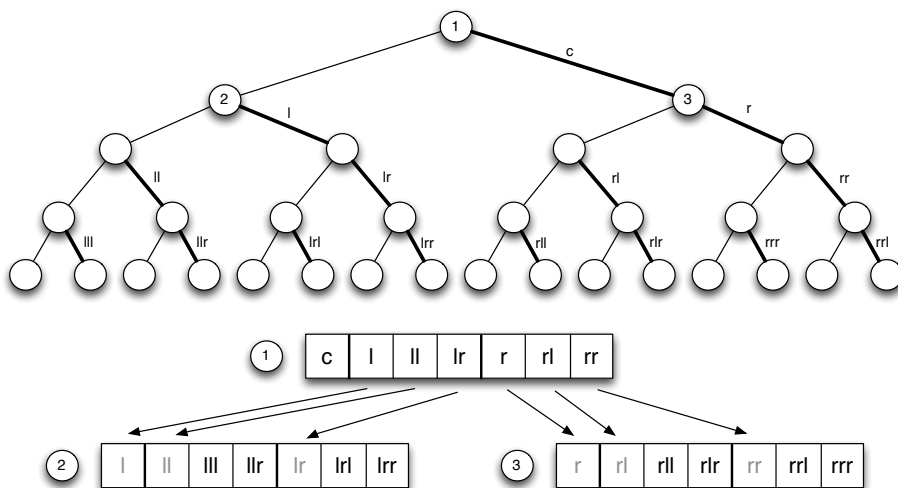 1
c
2
3
l
r
ll
lr
rl
rr
lll
llr
lrl
lrr
rll
rlr
rrr
rrl
1 c l ll lr r rl rr
2 l ll lll llr lr lrl lrr
3 r rl rll rlr rr rrl rrr